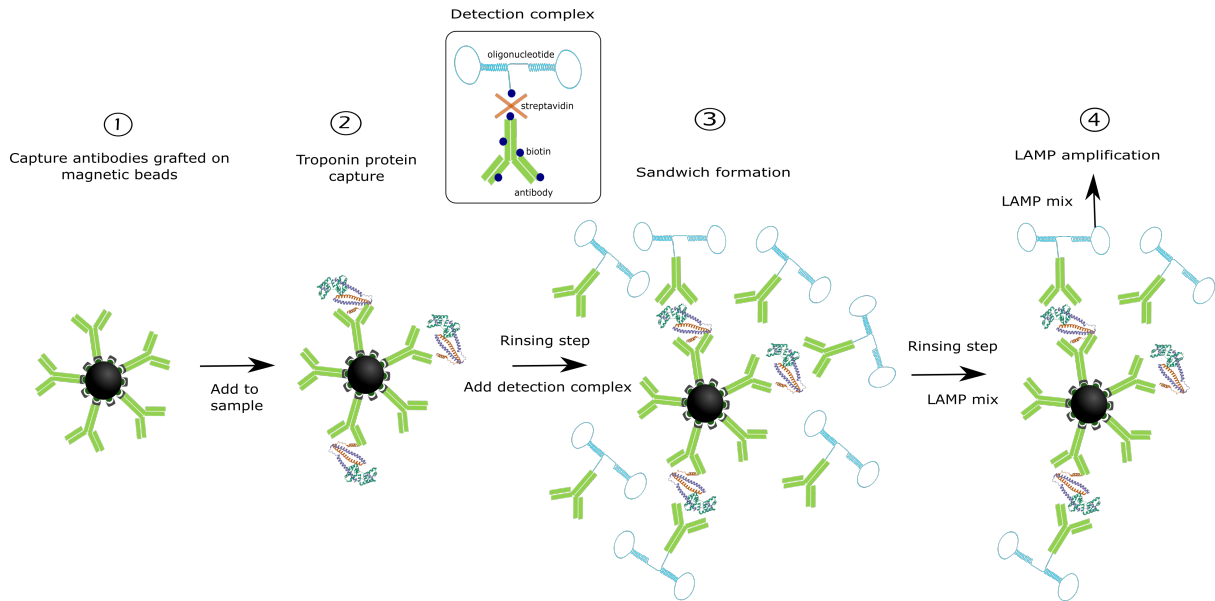 Detection complex
oligonucleotide
streptavidin
biotin
antibody
1
Capture antibodies grafted on
magnetic beads
Add to
sample
2
Troponin protein
capture
Rinsing step
Add detection complex
3
Sandwich formation
Rinsing step
LAMP mix
4
LAMP amplification
LAMP mix